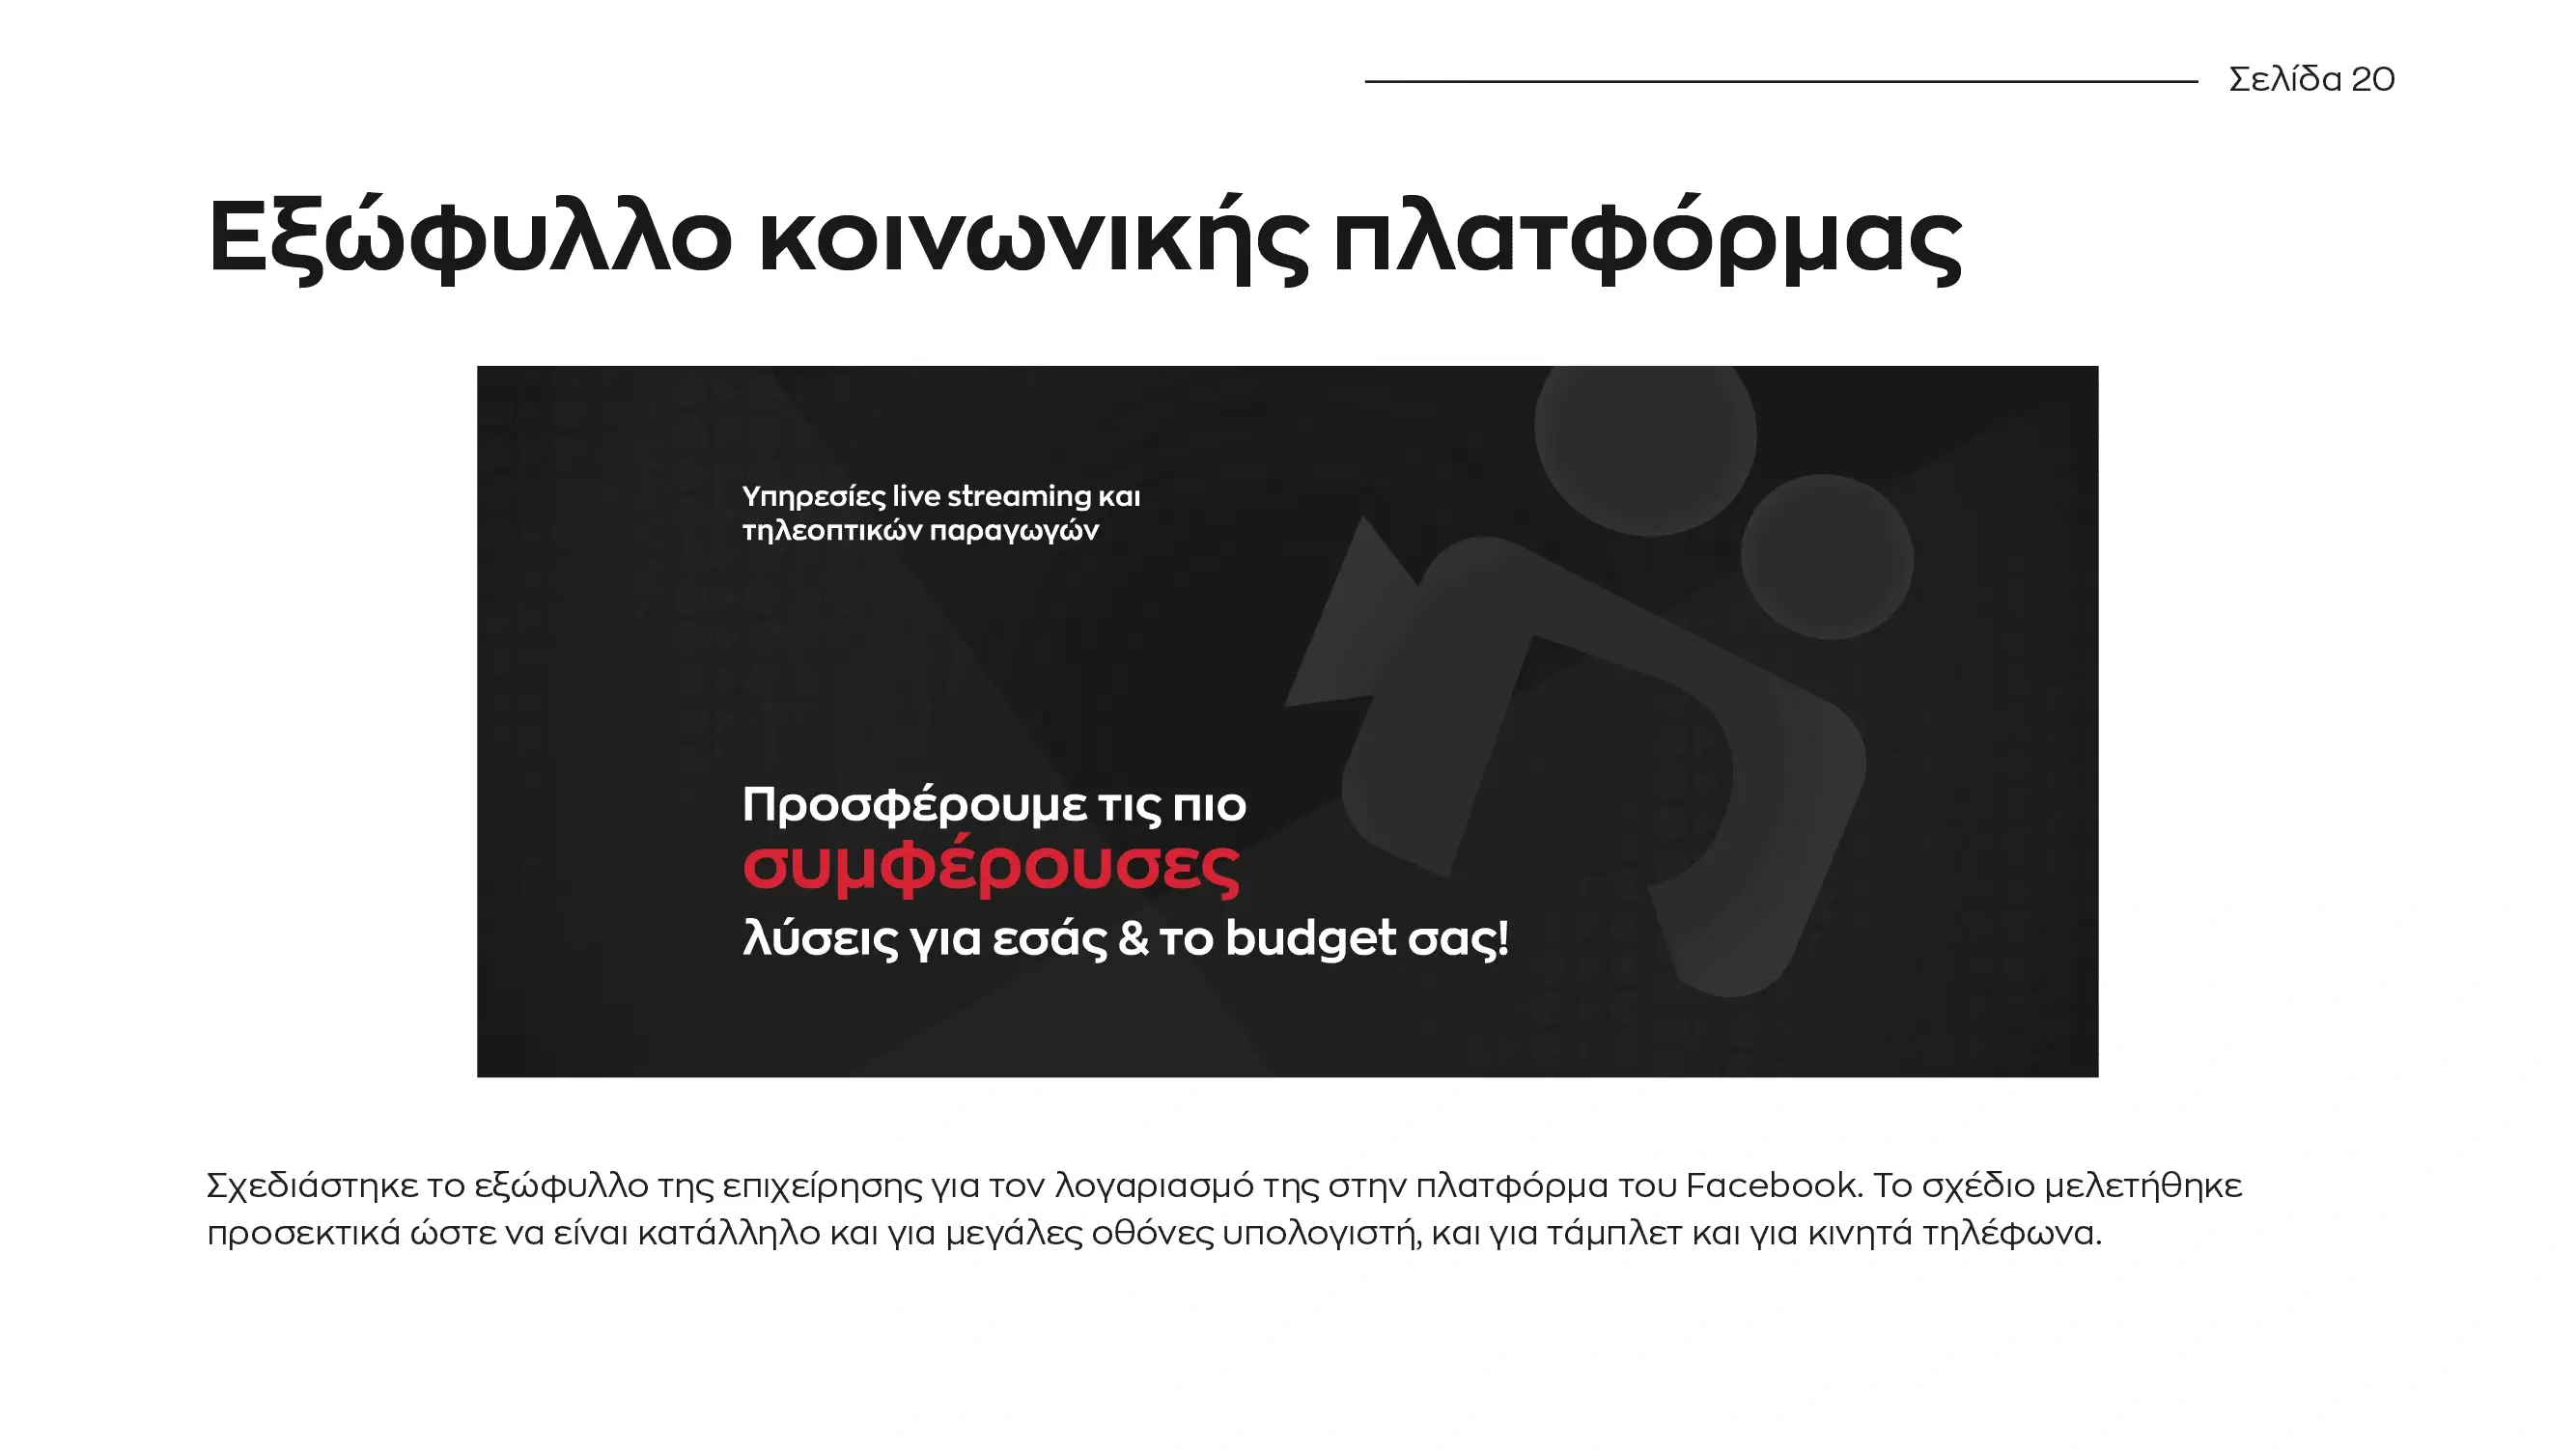 Σελίδα 20
Εξώφυλλο κοινωνικής πλατφόρμας
Υπηρεσίες live streaming και
τηλεοπτικών παραγωγών
Προσφέρουμε τις πιο
συμφέρουσες
λύσεις για εσάς & το budget σας!
Σχεδιάστηκε το εξώφυλλο της επιχείρησης για τον λογαριασμό της στην πλατφόρμα του Facebook. Το σχέδιο μελετήθηκε
προσεκτικά ώστε να είναι κατάλληλο και για μεγάλες οθόνες υπολογιστή, και για τάμπλετ και για κινητά τηλέφωνα.